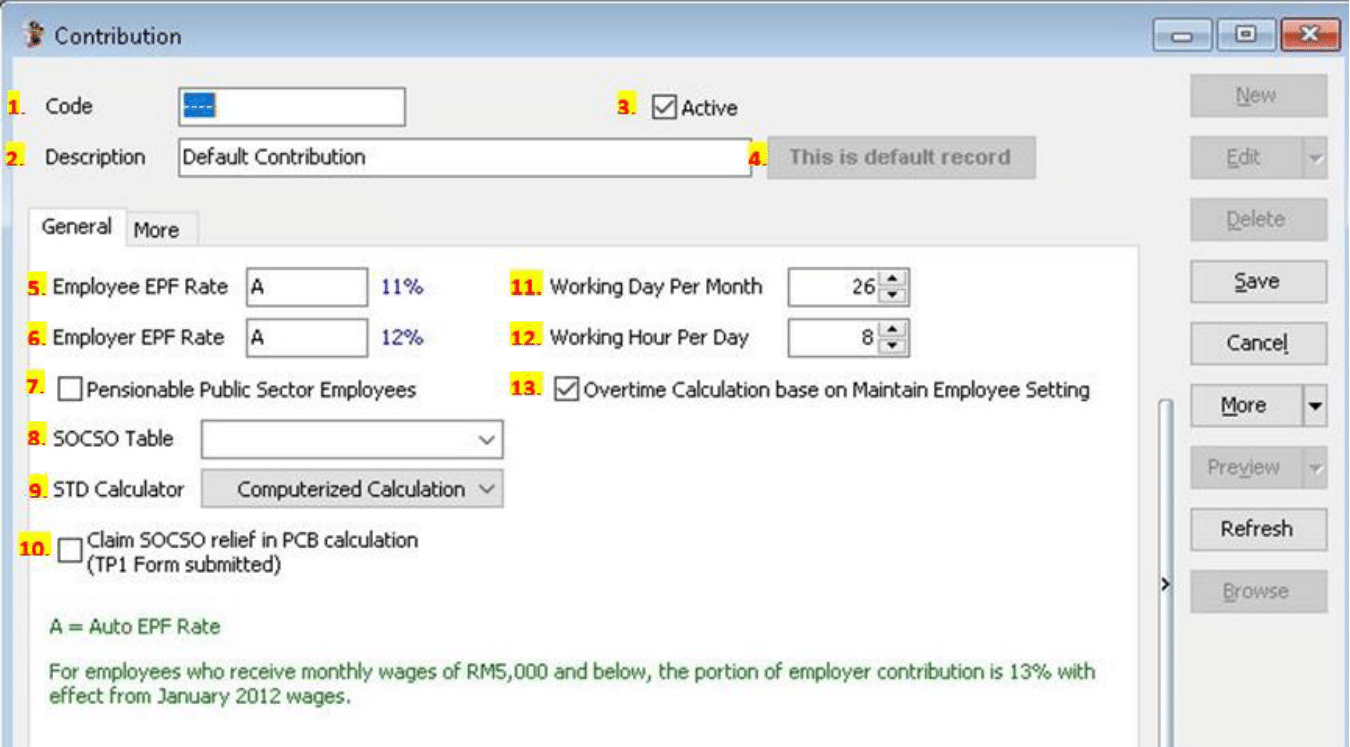 Contribution
1. Code ---- 3. Active
2. Description Default Contribution 4. This is default record
General More
5. Employee EPF Rate A 11% 11. Working Day Per Month 26
6. Employer EPF Rate A 12% 12. Working Hour Per Day 8
7. Pensionable Public Sector Employees 13. Overtime Calculation base on Maintain Employee Setting
8. SOCSO Table
9. STD Calculator Computerized Calculation
10. Claim SOCSO relief in PCB calculation
(TP1 Form submitted)
A = Auto EPF Rate
For employees who receive monthly wages of RM5,000 and below, the portion of employer contribution is 13% with
effect from January 2012 wages.
New
Edit
Delete
Save
Cancel
More
Preview
Refresh
Browse